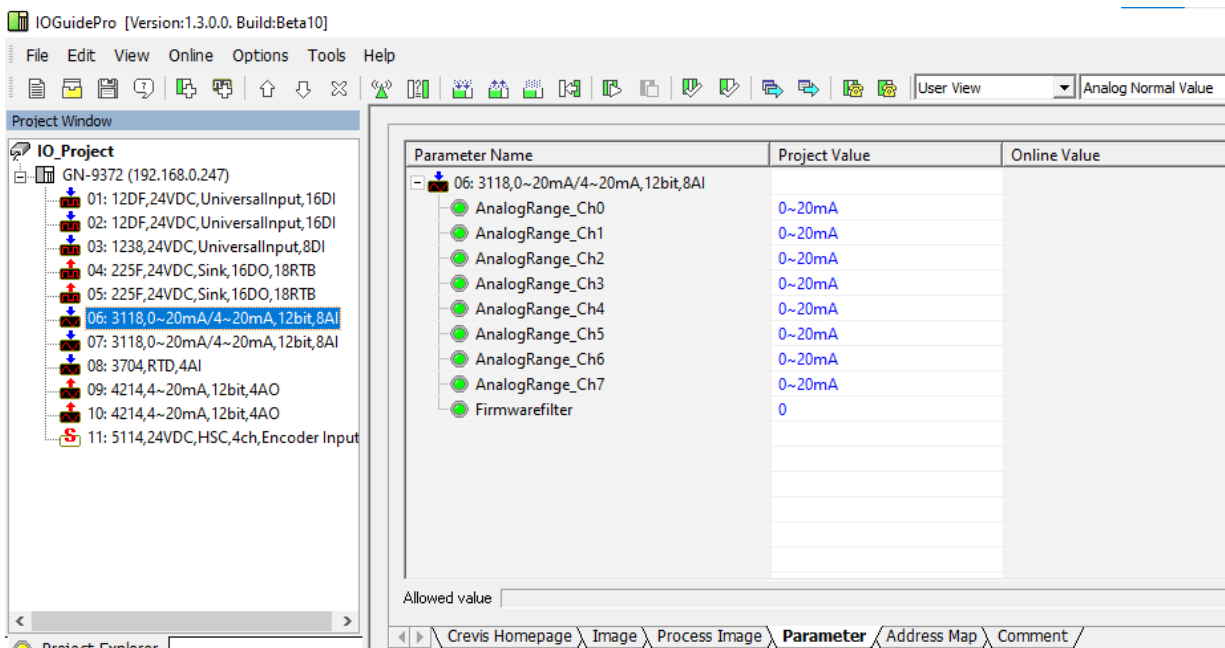 IOGuidePro [Version:1.3.0.0. Build:Beta10]
File Edit View Online Options Tools Help
User View
Analog Normal Value
Project Window
IO_Project
GN-9372 (192.168.0.247)
01: 12DF,24VDC,UniversalInput,16DI
02: 12DF,24VDC,UniversalInput,16DI
03: 1238,24VDC,UniversalInput,8DI
04: 225F,24VDC,Sink,16DO,18RTB
05: 225F,24VDC,Sink,16DO,18RTB
06: 3118,0~20mA/4~20mA,12bit,8AI
07: 3118,0~20mA/4~20mA,12bit,8AI
08: 3704,RTD,4AI
09: 4214,4~20mA,12bit,4AO
10: 4214,4~20mA,12bit,4AO
11: 5114,24VDC,HSC,4ch,Encoder Input
Project Explorer
Parameter Name Project Value Online Value
06: 3118,0~20mA/4~20mA,12bit,8AI
AnalogRange_Ch0 0~20mA
AnalogRange_Ch1 0~20mA
AnalogRange_Ch2 0~20mA
AnalogRange_Ch3 0~20mA
AnalogRange_Ch4 0~20mA
AnalogRange_Ch5 0~20mA
AnalogRange_Ch6 0~20mA
AnalogRange_Ch7 0~20mA
Firmwarefilter 0
Allowed value
Crevis Homepage Image Process Image Parameter Address Map Comment